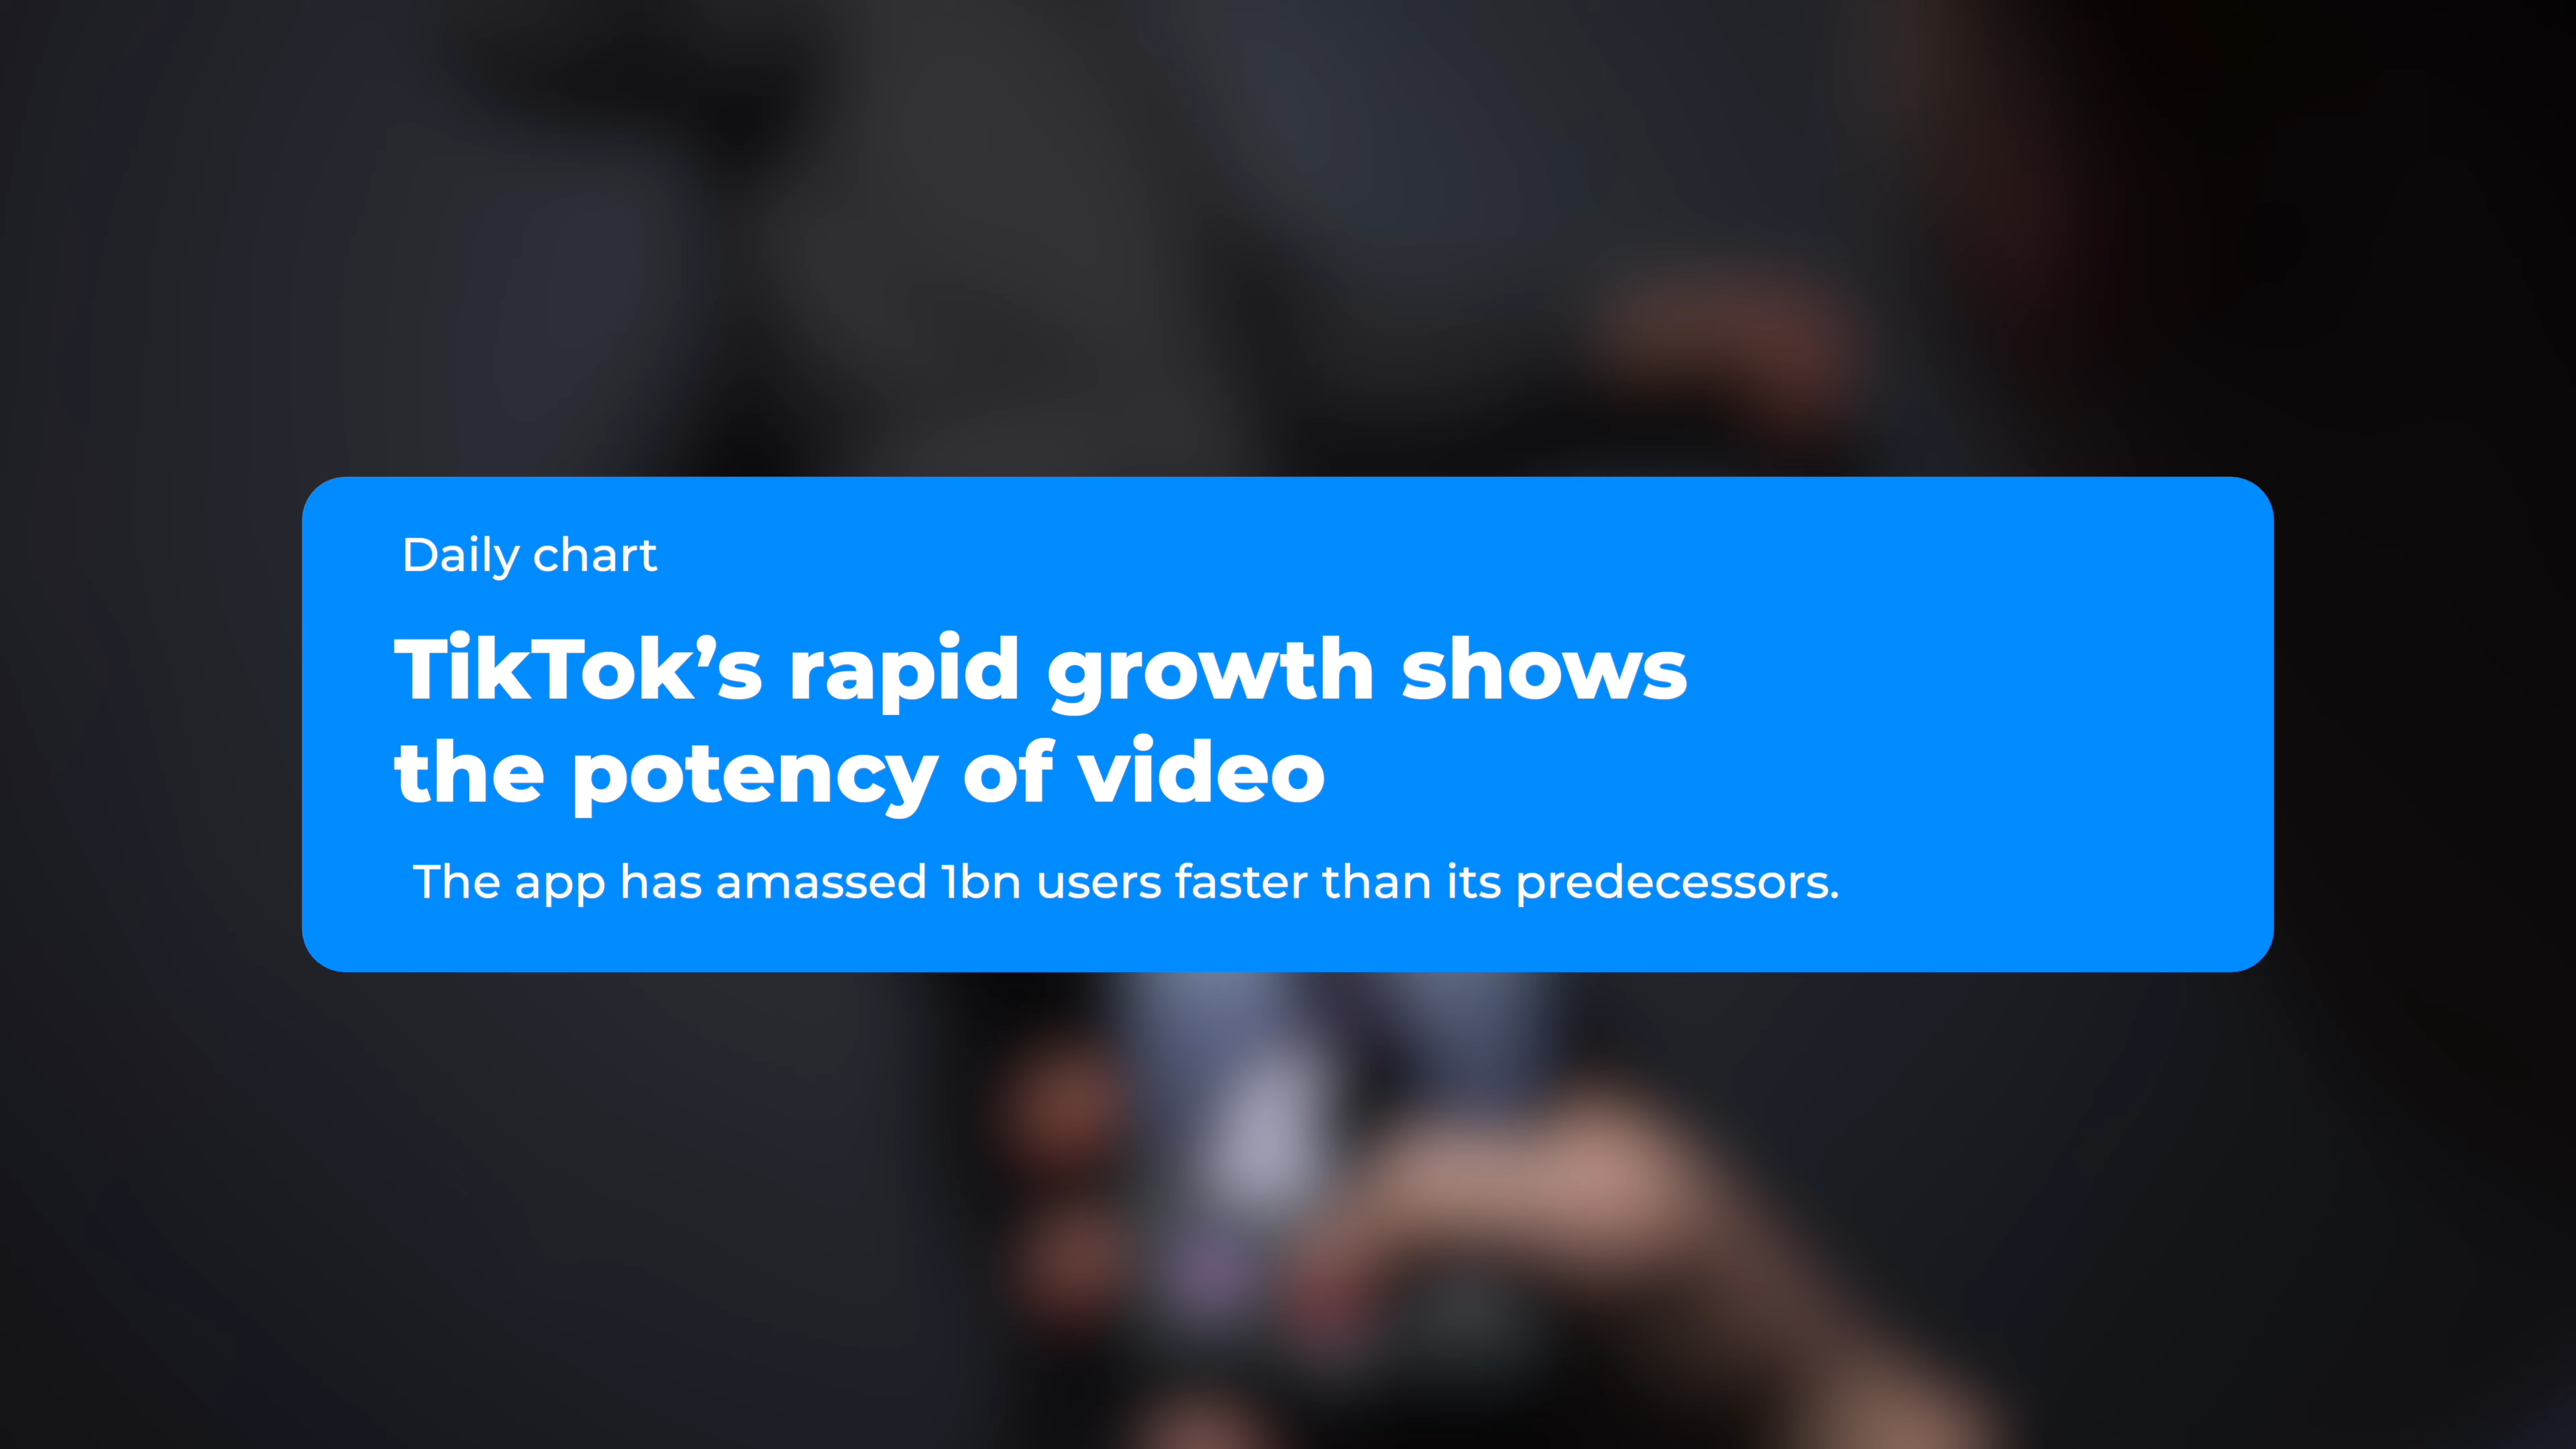 Daily chart
TikTok’s rapid growth shows
the potency of video
The app has amassed 1bn users faster than its predecessors.